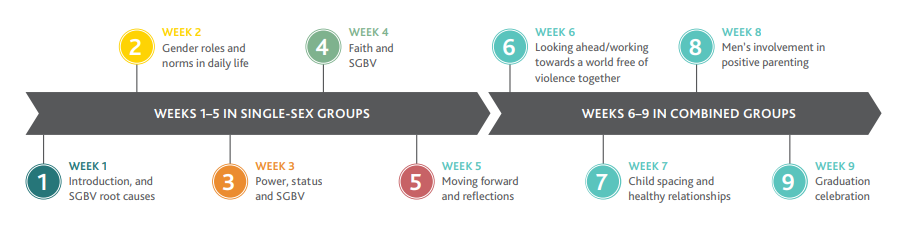 2
WEEK 2
Gender roles and
norms in daily life
4
WEEK 4
Faith and
SGBV
6
WEEK 6
Looking ahead/working
towards a world free of
violence together
8
WEEK 8
Men's involvement in
positive parenting
WEEKS 1–5 IN SINGLE-SEX GROUPS
WEEKS 6–9 IN COMBINED GROUPS
1
WEEK 1
Introduction, and
SGBV root causes
3
WEEK 3
Power, status
and SGBV
5
WEEK 5
Moving forward
and reflections
7
WEEK 7
Child spacing and
healthy relationships
9
WEEK 9
Graduation
celebration